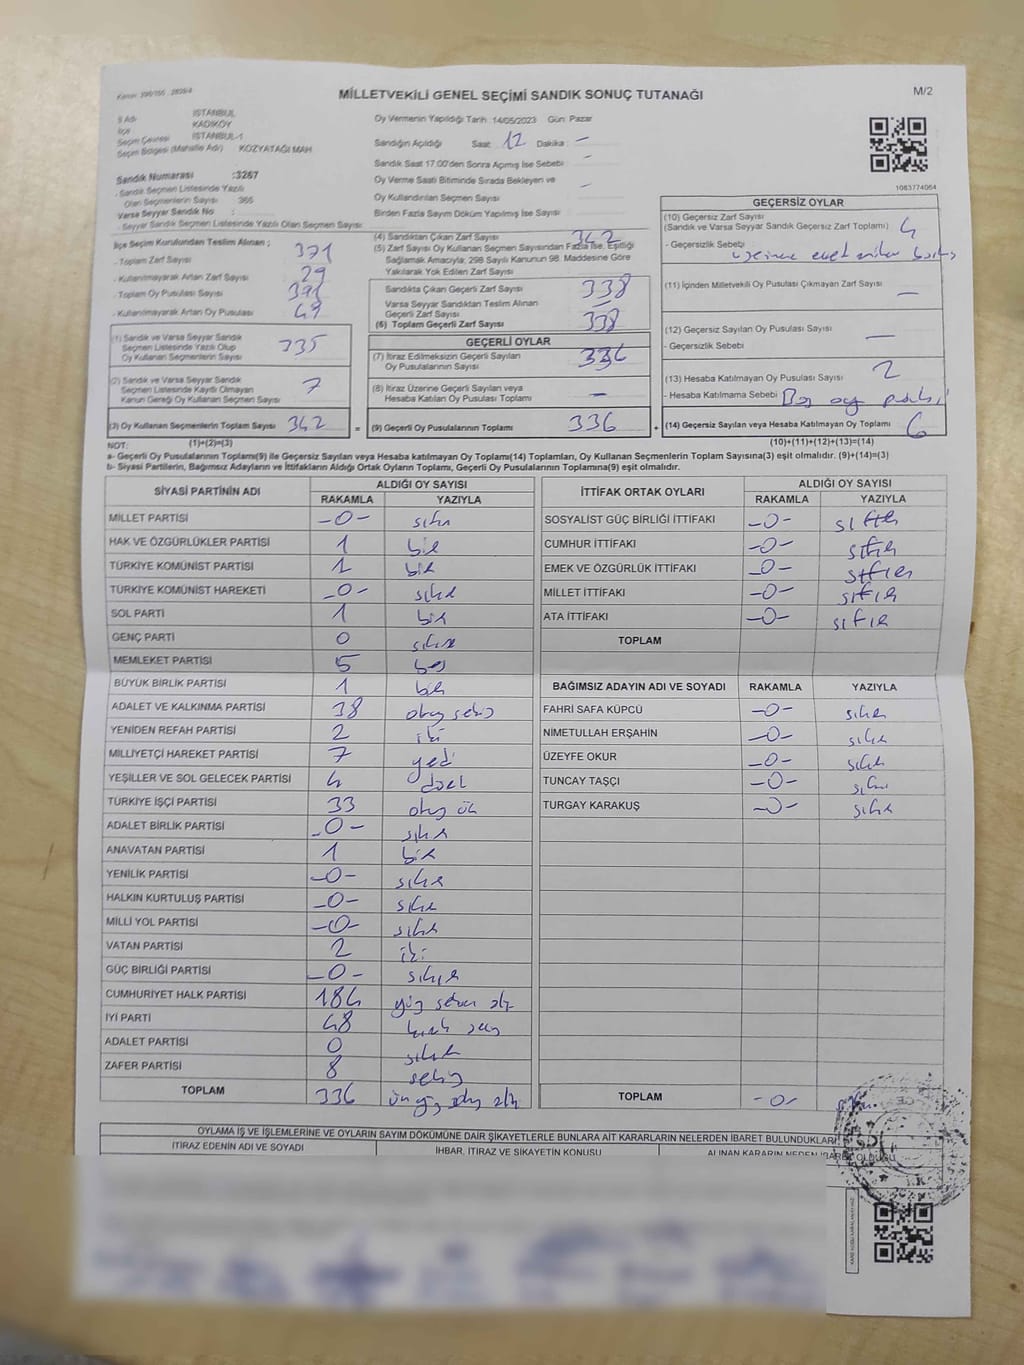 MİLLETVEKİLİ GENEL SEÇİMİ SANDIK SONUÇ TUTANAĞI
M/2
İl Adı İSTANBUL
İlçe KADIKÖY
Seçim Çevresi İSTANBUL-1
Seçim Bölgesi (Mahalle Adı) KOZYATAĞI MAH
Sandık Numarası :3267
- Sandık Seçmen Listesinde Yazılı
Olan Seçmenlerin Sayısı 365
Varsa Seyyar Sandık No :
- Seyyar Sandık Seçmen Listesinde Yazılı Olan Seçmen Sayısı
Oy Vermenin Yapıldığı Tarih :14/05/2023 Gün: Pazar
Sandığın Açıldığı Saat: 12 Dakika: -
Sandık Saat 17.00'den Sonra Açılmış İse Sebebi -
Oy Verme Saati Bitiminde Sırada Bekleyen ve
Oy Kullandırılan Seçmen Sayısı -
Birden Fazla Sayım Döküm Yapılmış İse Sayısı
1083774064
İlçe Seçim Kurulundan Teslim Alınan ;
- Toplam Zarf Sayısı 371
- Kullanılmayarak Artan Zarf Sayısı 29
- Toplam Oy Pusulası Sayısı
- Kullanılmayarak Artan Oy Pusulası
(1) Sandık ve Varsa Seyyar Sandık
Seçmen Listesinde Yazılı Olup
Oy Kullanan Seçmenlerin Sayısı 335
(2) Sandık ve Varsa Seyyar Sandık
Seçmen Listesinde Kayıtlı Olmayan
Kanun Gereği Oy Kullanan Seçmen Sayısı 7
(3) Oy Kullanan Seçmenlerin Toplam Sayısı 342 =
(4) Sandıktan Çıkan Zarf Sayısı 342
(5) Zarf Sayısı Oy Kullanan Seçmen Sayısından Fazla İse, Eşitliği
Sağlamak Amacıyla; 298 Sayılı Kanunun 98. Maddesine Göre
Yakılarak Yok Edilen Zarf Sayısı
Sandıkta Çıkan Geçerli Zarf Sayısı 338
Varsa Seyyar Sandıktan Teslim Alınan
Geçerli Zarf Sayısı -
(6) Toplam Geçerli Zarf Sayısı 338
GEÇERLİ OYLAR
(7) İtiraz Edilmeksizin Geçerli Sayılan
Oy Pusulalarının Sayısı 336
(8) İtiraz Üzerine Geçerli Sayılan veya
Hesaba Katılan Oy Pusulası Toplamı -
(9) Geçerli Oy Pusulalarının Toplamı 336 +
GEÇERSİZ OYLAR
(10) Geçersiz Zarf Sayısı
(Sandık ve Varsa Seyyar Sandık Geçersiz Zarf Toplamı) 4
- Geçersizlik Sebebi
(11) İçinden Milletvekili Oy Pusulası Çıkmayan Zarf Sayısı
-
(12) Geçersiz Sayılan Oy Pusulası Sayısı -
- Geçersizlik Sebebi
(13) Hesaba Katılmayan Oy Pusulası Sayısı 2
- Hesaba Katılmama Sebebi Boş oy
(14) Geçersiz Sayılan veya Hesaba Katılmayan Oy Toplamı 6
NOT: (1)+(2)=(3) (10)+(11)+(12)+(13)=(14)
a- Geçerli Oy Pusulalarının Toplamı(9) ile Geçersiz Sayılan veya Hesaba katılmayan Oy Toplamı(14) Toplamları, Oy Kullanan Seçmenlerin Toplam Sayısına(3) eşit olmalıdır. (9)+(14)=(3)
b- Siyasi Partilerin, Bağımsız Adayların ve İttifakların Aldığı Ortak Oyların Toplamı, Geçerli Oy Pusulalarının Toplamına(9) eşit olmalıdır.
SİYASİ PARTİNİN ADI ALDIĞI OY SAYISI
RAKAMLA YAZIYLA
MİLLET PARTİSİ -0- sıfır
HAK VE ÖZGÜRLÜKLER PARTİSİ 1 bir
TÜRKİYE KOMÜNİST PARTİSİ 1 bir
TÜRKİYE KOMÜNİST HAREKETİ -0- sıfır
SOL PARTİ 1 bir
GENÇ PARTİ 0 sıfır
MEMLEKET PARTİSİ 5 beş
BÜYÜK BİRLİK PARTİSİ 1 bir
ADALET VE KALKINMA PARTİSİ 38 otuz sekiz
YENİDEN REFAH PARTİSİ 2 iki
MİLLİYETÇİ HAREKET PARTİSİ 7 yedi
YEŞİLLER VE SOL GELECEK PARTİSİ 4 dört
TÜRKİYE İŞÇİ PARTİSİ 33 otuz üç
ADALET BİRLİK PARTİSİ -0- sıfır
ANAVATAN PARTİSİ 1 bir
YENİLİK PARTİSİ -0- sıfır
HALKIN KURTULUŞ PARTİSİ -0- sıfır
MİLLİ YOL PARTİSİ -0- sıfır
VATAN PARTİSİ 2 iki
GÜÇ BİRLİĞİ PARTİSİ -0- sıfır
CUMHURİYET HALK PARTİSİ 184 yüz seksen
İYİ PARTİ 48 kırk sekiz
ADALET PARTİSİ 0 sıfır
ZAFER PARTİSİ 8 sekiz
TOPLAM 336 üç yüz otuz altı
İTTİFAK ORTAK OYLARI ALDIĞI OY SAYISI
RAKAMLA YAZIYLA
SOSYALİST GÜÇ BİRLİĞİ İTTİFAKI -0- sıfır
CUMHUR İTTİFAKI -0- sıfır
EMEK VE ÖZGÜRLÜK İTTİFAKI -0- sıfır
MİLLET İTTİFAKI -0- sıfır
ATA İTTİFAKI -0- sıfır
TOPLAM
BAĞIMSIZ ADAYIN ADI VE SOYADI RAKAMLA YAZIYLA
FAHRİ SAFA KÜPCÜ -0- sıfır
NİMETULLAH ERŞAHİN -0- sıfır
ÜZEYFE OKUR -0- sıfır
TUNCAY TAŞÇI -0- sıfır
TURGAY KARAKUŞ -0- sıfır
TOPLAM -0-
OYLAMA İŞ VE İŞLEMLERİNE VE OYLARIN SAYIM DÖKÜMÜNE DAİR ŞİKAYETLERLE BUNLARA AİT KARARLARIN NELERDEN İBARET BULUNDUKLARI
İTİRAZ EDENİN ADI VE SOYADI İHBAR, İTİRAZ VE ŞİKAYETİN KONUSU ALINAN KARARIN NEDEN İBARET OLDUĞU